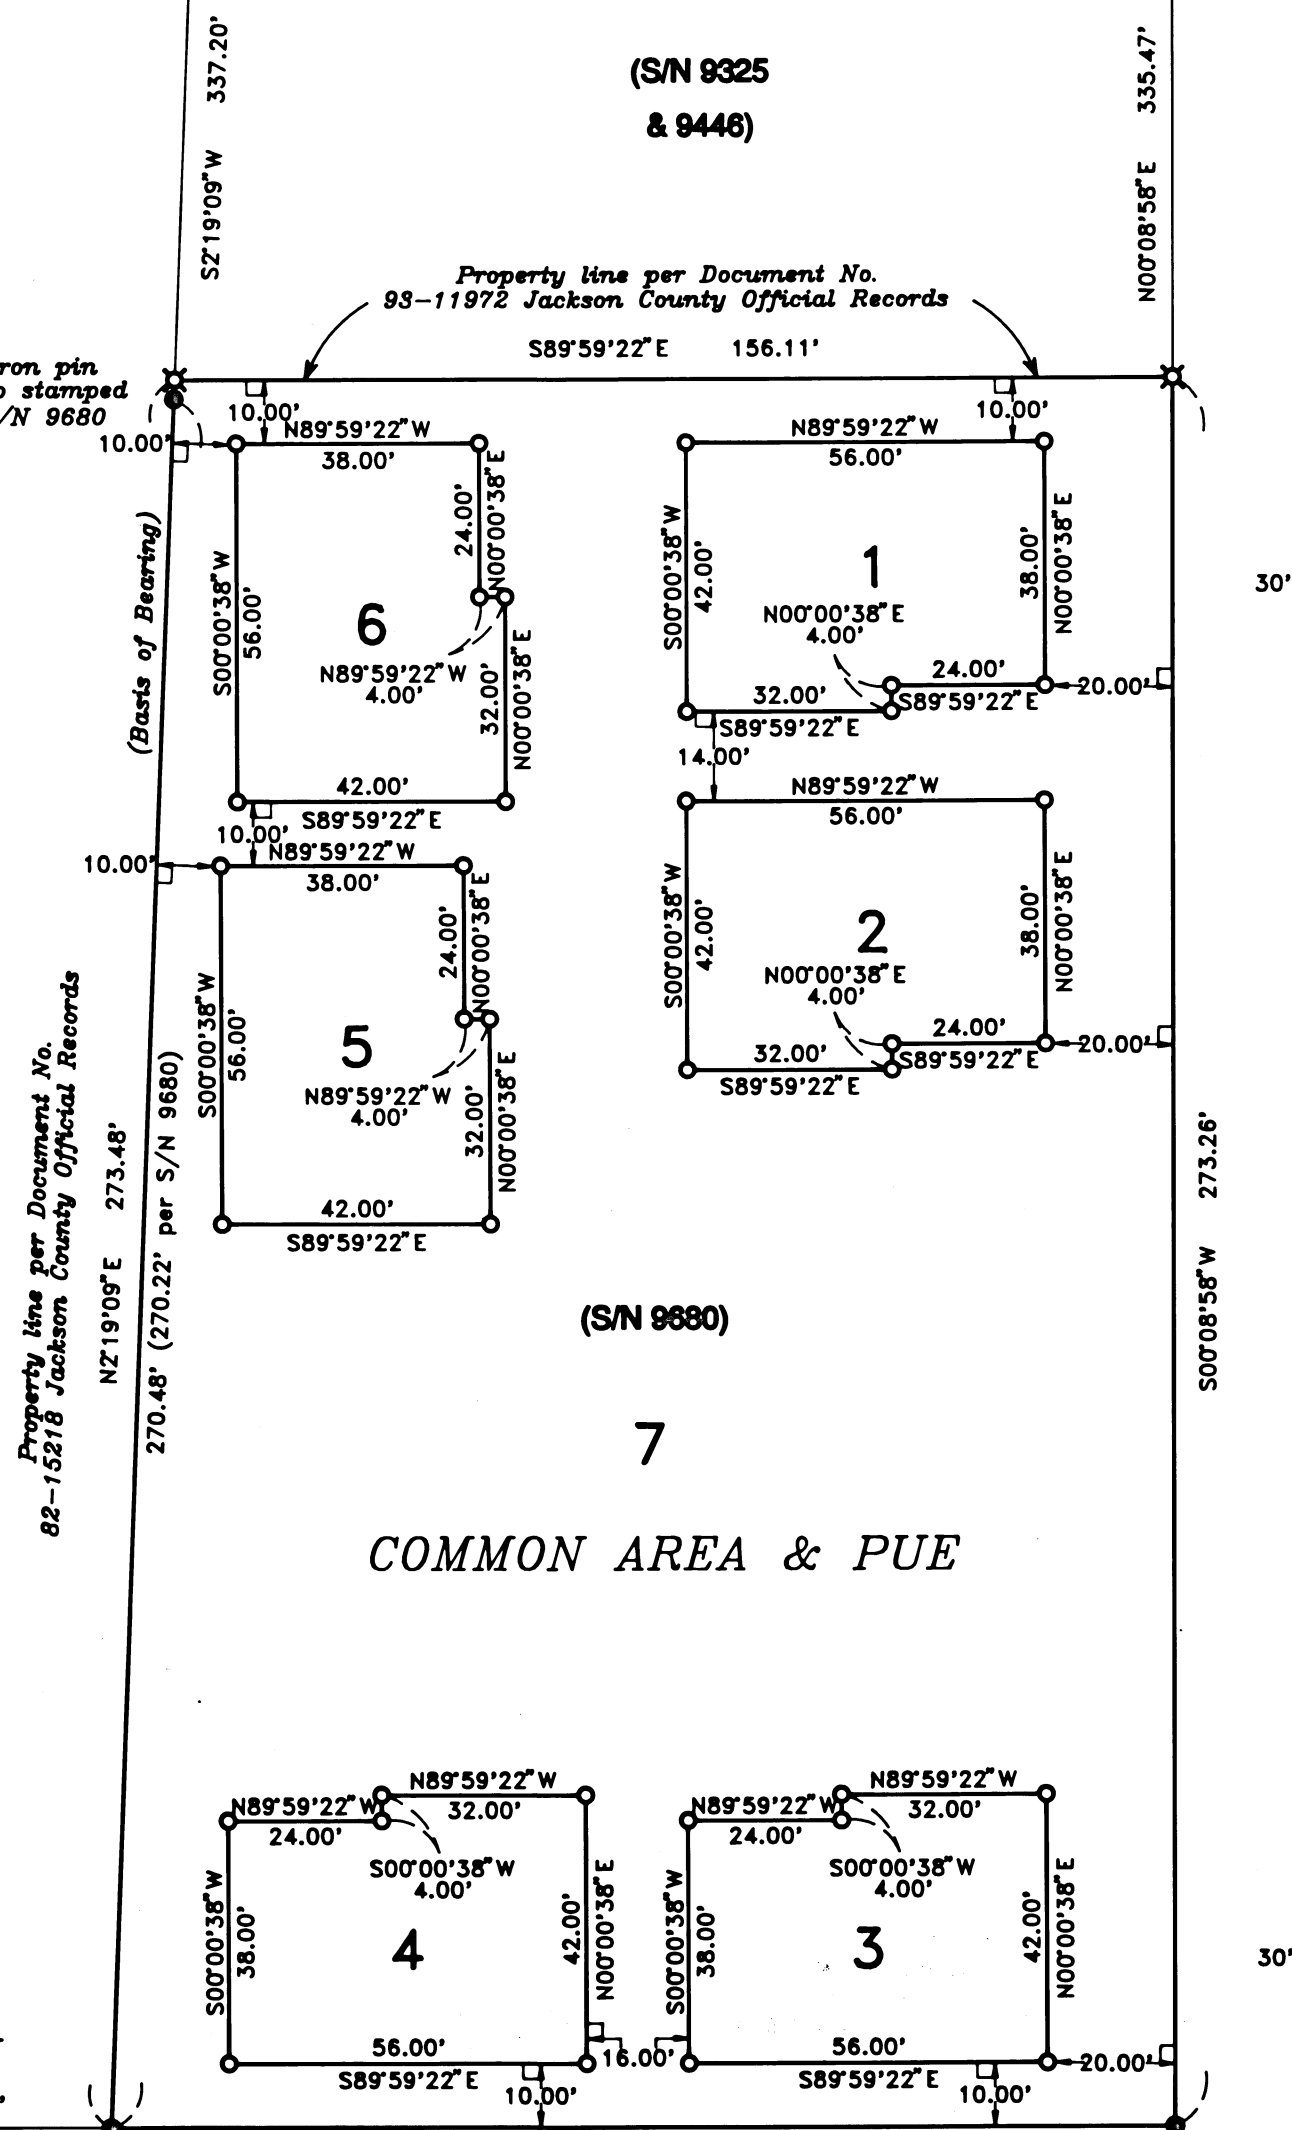 337.20'
S2°19'09"W
(S/N 9325
& 9446)
335.47'
N00°08'58"E
Property line per Document No.
93-11972 Jackson County Official Records
S89°59'22"E 156.11'
ron pin
stamped
/N 9680
10.00'
10.00'
10.00'
N89°59'22"W
38.00'
24.00'
N00°00'38"E
S00°00'38"W
56.00'
6
N89°59'22"W
4.00'
32.00'
N00°00'38"E
42.00'
S89°59'22"E
N89°59'22"W
56.00'
S00°00'38"W
42.00'
1
38.00'
N00°00'38"E
N00°00'38"E
4.00'
24.00'
S89°59'22"E
32.00'
S89°59'22"E
20.00'
30'
14.00'
(Basis of Bearing)
10.00'
10.00'
N89°59'22"W
38.00'
24.00'
N00°00'38"E
S00°00'38"W
56.00'
5
N89°59'22"W
4.00'
32.00'
N00°00'38"E
42.00'
S89°59'22"E
N89°59'22"W
56.00'
S00°00'38"W
42.00'
2
38.00'
N00°00'38"E
N00°00'38"E
4.00'
24.00'
S89°59'22"E
32.00'
S89°59'22"E
20.00'
Property line per Document No.
82-15218 Jackson County Official Records
N2°19'09"E 273.48'
270.48' (270.22' per S/N 9680)
S00°08'58"W 273.26'
(S/N 9680)
7
COMMON AREA & PUE
N89°59'22"W
32.00'
N89°59'22"W
24.00'
S00°00'38"W
4.00'
S00°00'38"W
38.00'
4
42.00'
N00°00'38"E
56.00'
S89°59'22"E
16.00'
10.00'
N89°59'22"W
32.00'
N89°59'22"W
24.00'
S00°00'38"W
4.00'
S00°00'38"W
38.00'
3
42.00'
N00°00'38"E
56.00'
S89°59'22"E
20.00'
10.00'
30'